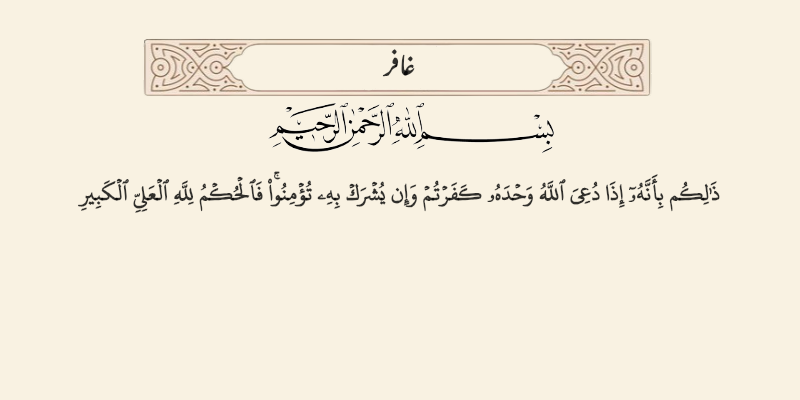 غافر
بِسْمِ اللَّهِ الرَّحْمَٰنِ الرَّحِيمِ
ذَٰلِكُم بِأَنَّهُۥٓ إِذَا دُعِىَ ٱللَّهُ وَحْدَهُۥ كَفَرْتُمْ وَإِن يُشْرَكْ بِهِۦ تُؤْمِنُوا۟ ۚ فَٱلْحُكْمُ لِلَّهِ ٱلْعَلِىِّ ٱلْكَبِيرِ